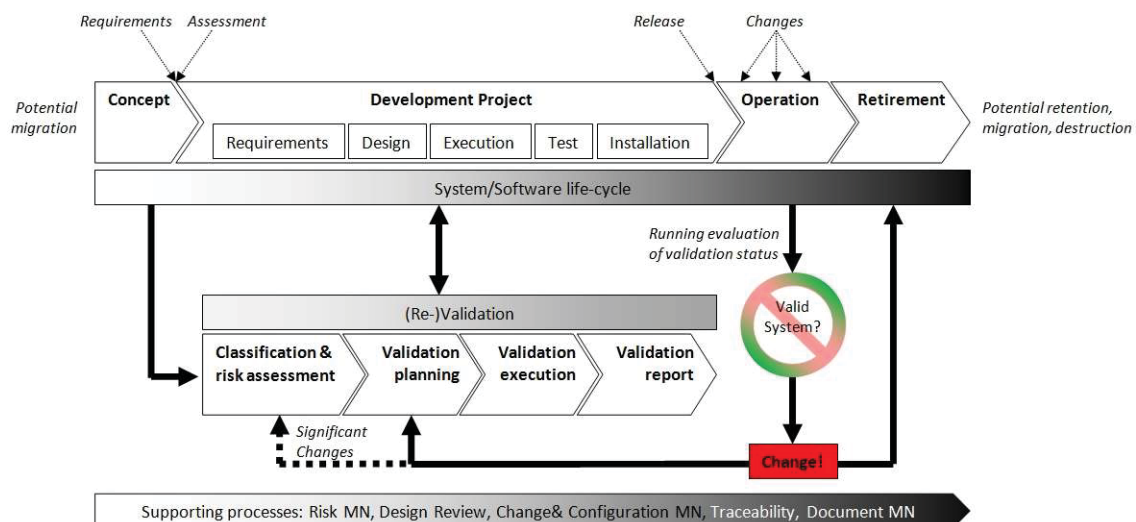 Requirements
Assessment
Release
Changes
Potential
migration
Concept
Development Project
Operation
Retirement
Potential retention,
migration, destruction
Requirements
Design
Execution
Test
Installation
System/Software life-cycle
Running evaluation
of validation status
Valid
System?
(Re-)Validation
Classification &
risk assessment
Validation
planning
Validation
execution
Validation
report
Significant
Changes
Change!
Supporting processes: Risk MN, Design Review, Change& Configuration MN, Traceability, Document MN